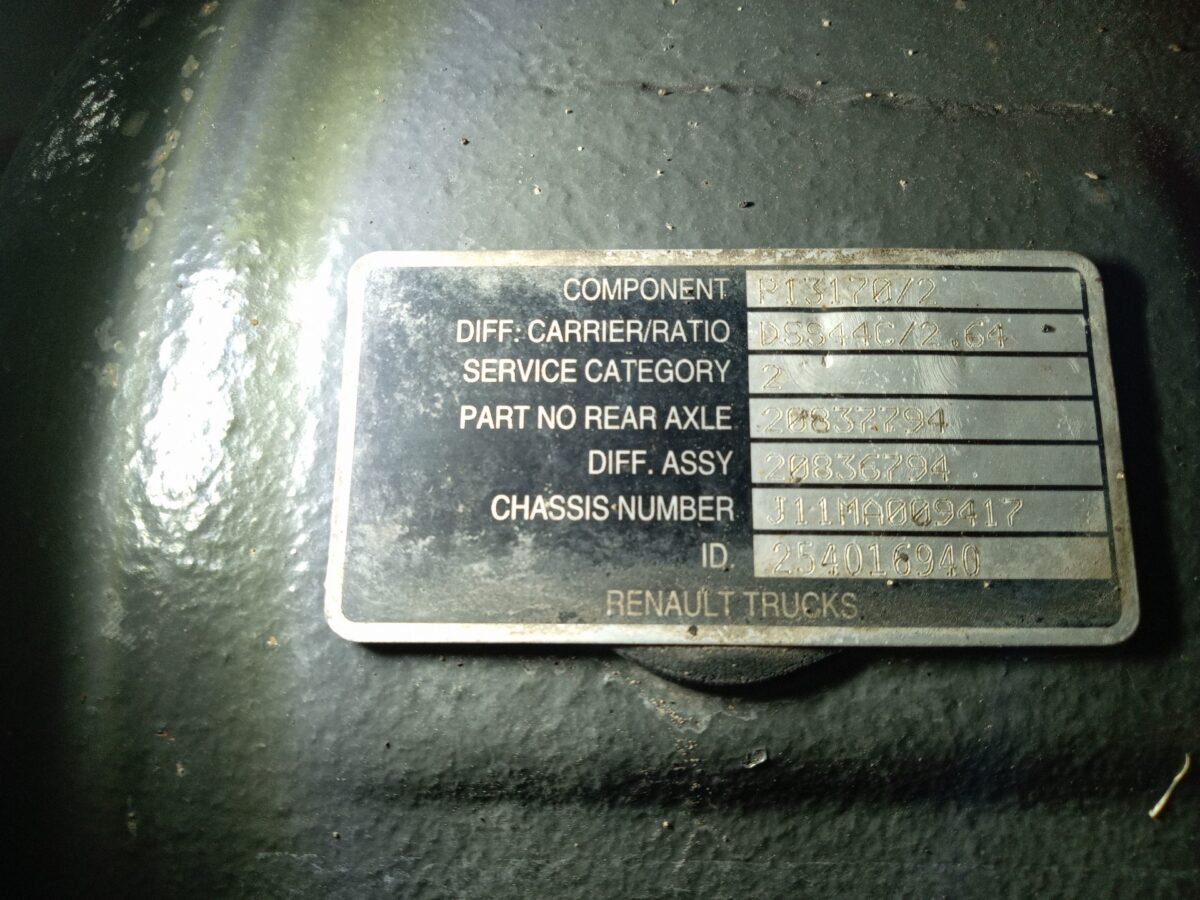 COMPONENT P13170/2
DIFF. CARRIER/RATIO DSS44C/2.64
SERVICE CATEGORY 2
PART NO REAR AXLE 20837794
DIFF. ASSY 20836794
CHASSIS NUMBER J11MA009417
ID. 254016940
RENAULT TRUCKS